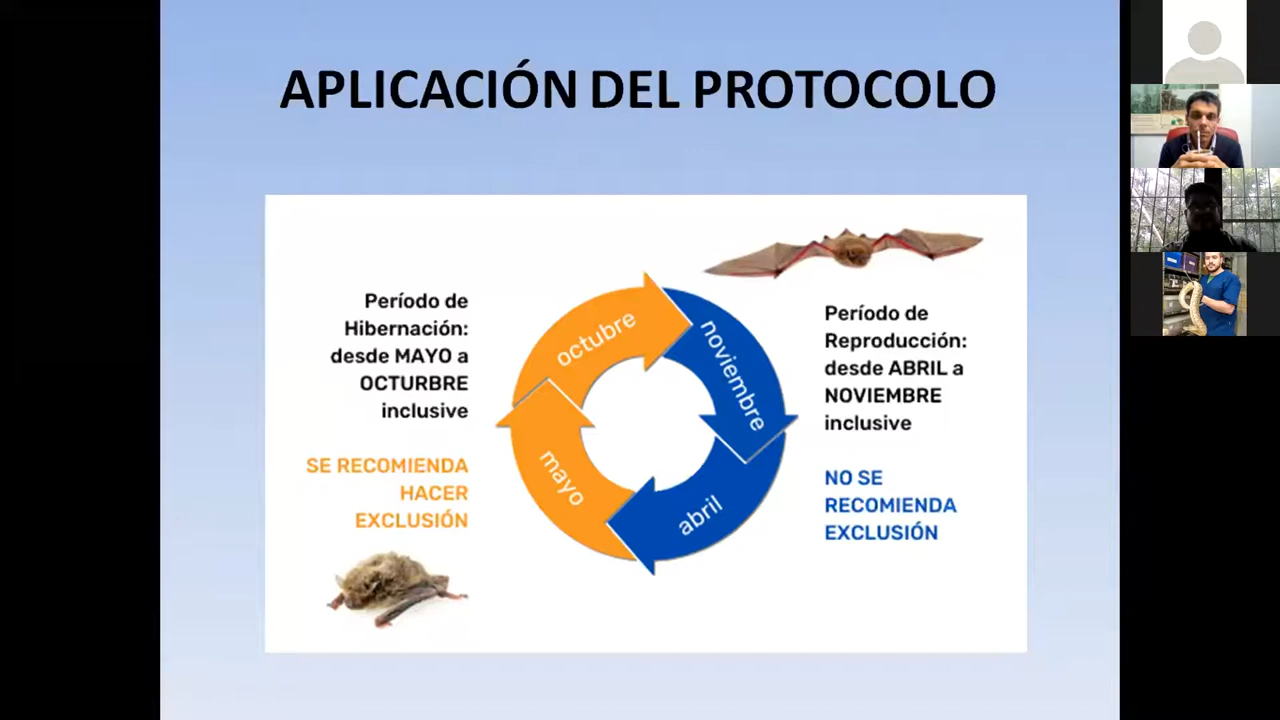 APLICACIÓN DEL PROTOCOLO
Período de
Hibernación:
desde MAYO a
OCTURBRE
inclusive
SE RECOMIENDA
HACER
EXCLUSIÓN
octubre
noviembre
abril
mayo
Período de
Reproducción:
desde ABRIL a
NOVIEMBRE
inclusive
NO SE
RECOMIENDA
EXCLUSIÓN